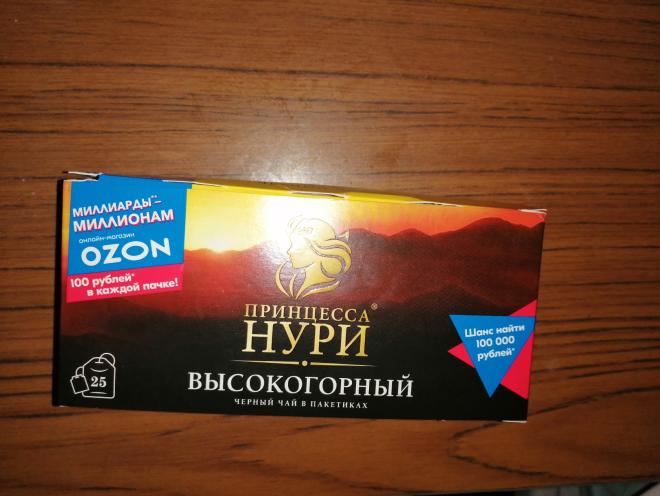 МИЛЛИАРДЫ**–
МИЛЛИОНАМ
ОНЛАЙН-МАГАЗИН
OZON
100 рублей*
в каждой пачке!
ПРИНЦЕССА®
НУРИ
ВЫСОКОГОРНЫЙ
ЧЕРНЫЙ ЧАЙ В ПАКЕТИКАХ
25
Шанс найти
100 000
рублей*